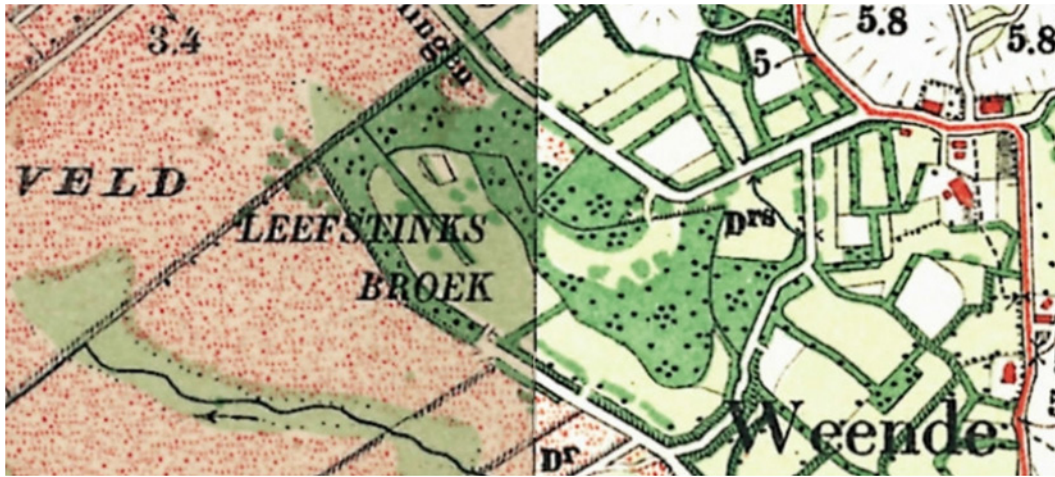 3.4
5.8
5.8
5
VELD
LEEFSTINKS
BROEK
Drs
Dr
Weende